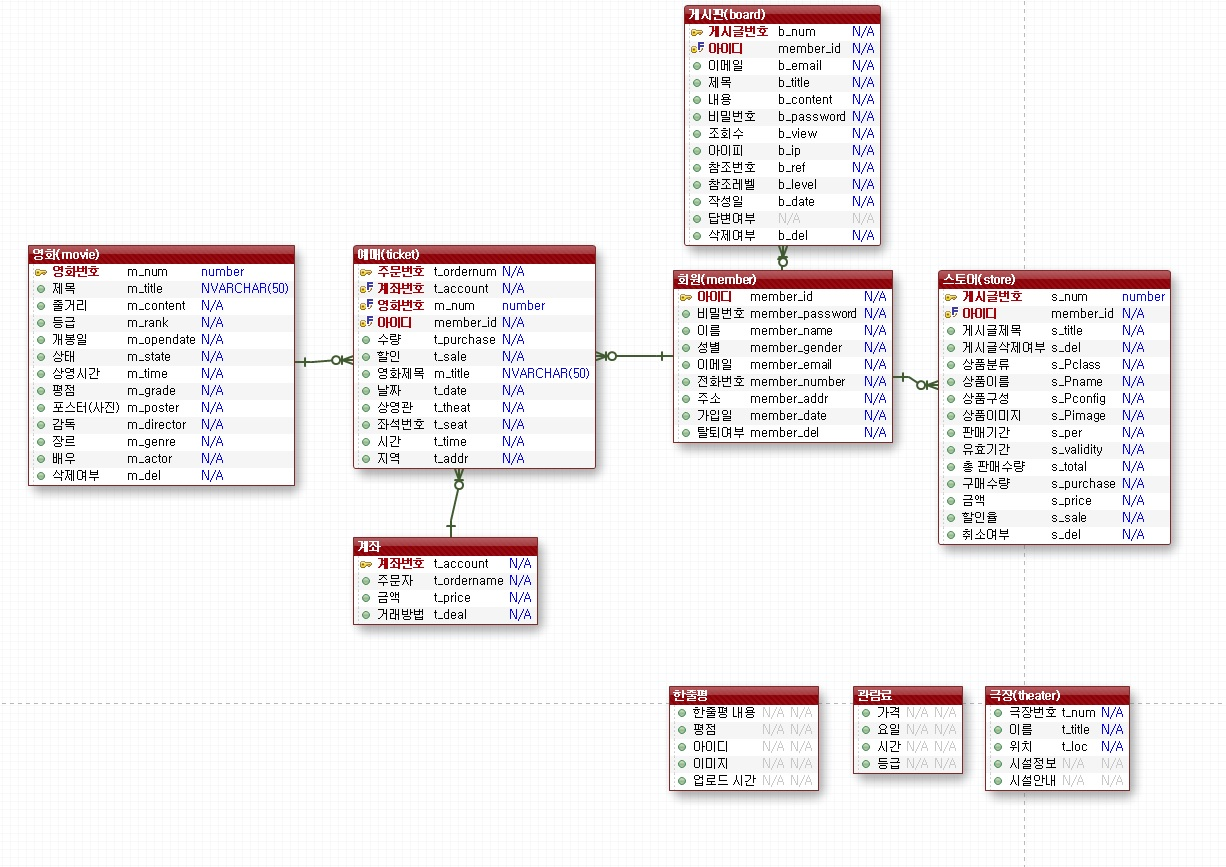 게시판(board)
게시글번호 b_num N/A
아이디 member_id N/A
이메일 b_email N/A
제목 b_title N/A
내용 b_content N/A
비밀번호 b_password N/A
조회수 b_view N/A
아이피 b_ip N/A
참조번호 b_ref N/A
참조레벨 b_level N/A
작성일 b_date N/A
답변여부 N/A N/A
삭제여부 b_del N/A
영화(movie)
영화번호 m_num number
제목 m_title NVARCHAR(50)
줄거리 m_content N/A
등급 m_rank N/A
개봉일 m_opendate N/A
상태 m_state N/A
상영시간 m_time N/A
평점 m_grade N/A
포스터(사진) m_poster N/A
감독 m_director N/A
장르 m_genre N/A
배우 m_actor N/A
삭제여부 m_del N/A
예매(ticket)
주문번호 t_ordernum N/A
계좌번호 t_account N/A
영화번호 m_num number
아이디 member_id N/A
수량 t_purchase N/A
할인 t_sale N/A
영화제목 m_title NVARCHAR(50)
날짜 t_date N/A
상영관 t_theat N/A
좌석번호 t_seat N/A
시간 t_time N/A
지역 t_addr N/A
회원(member)
아이디 member_id N/A
비밀번호 member_password N/A
이름 member_name N/A
성별 member_gender N/A
이메일 member_email N/A
전화번호 member_number N/A
주소 member_addr N/A
가입일 member_date N/A
탈퇴여부 member_del N/A
스토어(store)
게시글번호 s_num number
아이디 member_id N/A
게시글제목 s_title N/A
게시글삭제여부 s_del N/A
상품분류 s_Pclass N/A
상품이름 s_Pname N/A
상품구성 s_Pconfig N/A
상품이미지 s_Pimage N/A
판매기간 s_per N/A
유효기간 s_validity N/A
총 판매수량 s_total N/A
구매수량 s_purchase N/A
금액 s_price N/A
할인율 s_sale N/A
취소여부 s_del N/A
계좌
계좌번호 t_account N/A
주문자 t_ordername N/A
금액 t_price N/A
거래방법 t_deal N/A
한줄평
한줄평 내용 N/A N/A
평점 N/A N/A
아이디 N/A N/A
이미지 N/A N/A
업로드 시간 N/A N/A
관람료
가격 N/A N/A
요일 N/A N/A
시간 N/A N/A
등급 N/A N/A
극장(theater)
극장번호 t_num N/A
이름 t_title N/A
위치 t_loc N/A
시설정보 N/A N/A
시설안내 N/A N/A